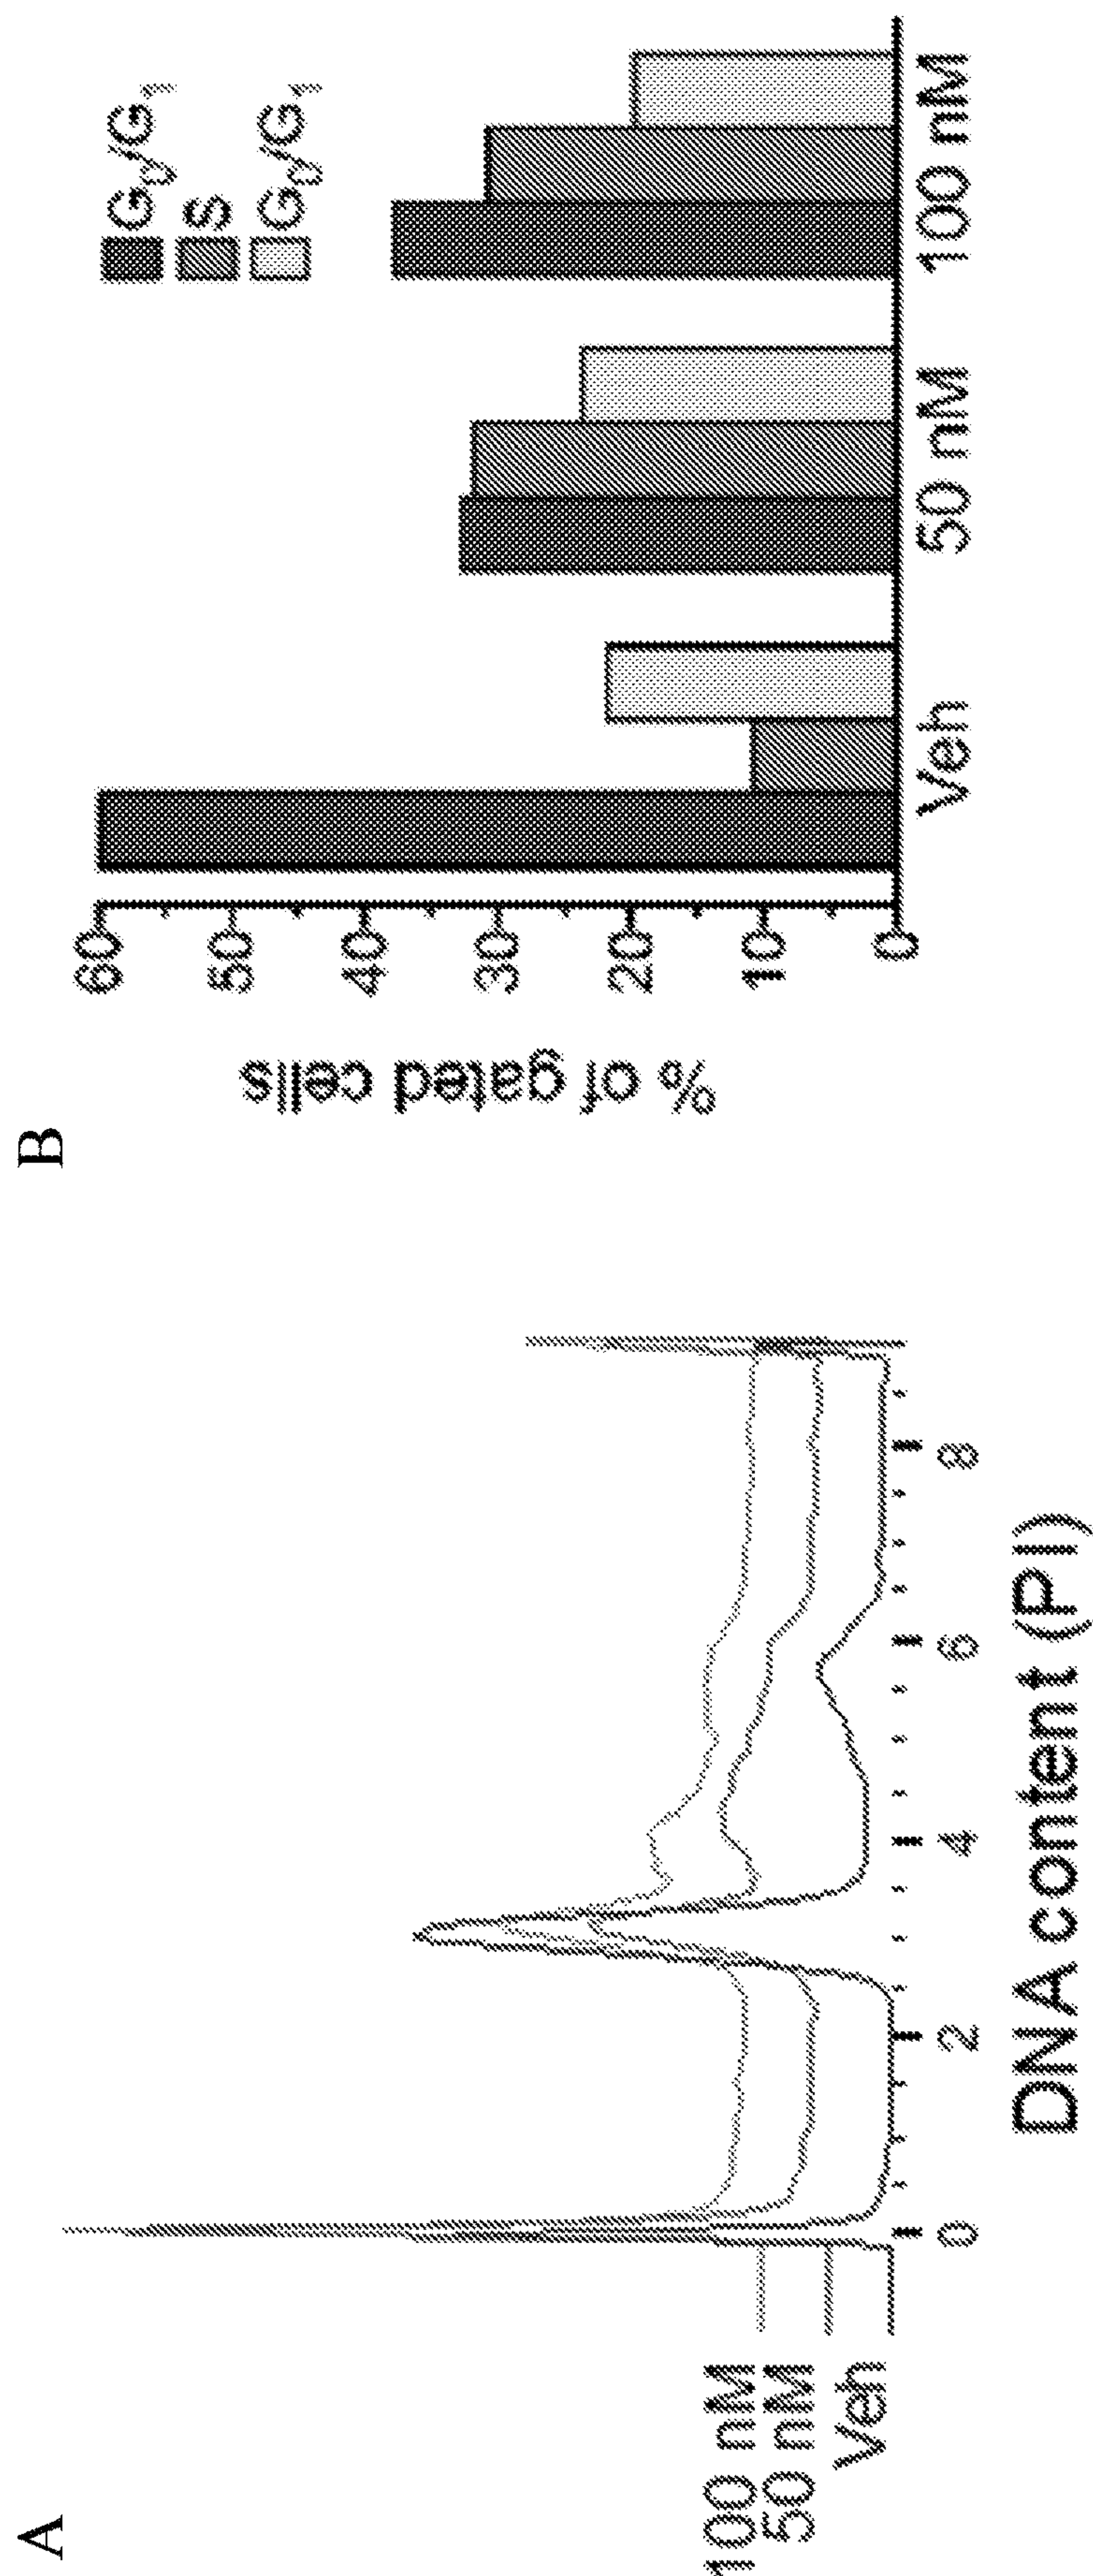 A
100 nM
50 nM
Veh
0 2 4 6 8
DNA content (PI)
B
% of gated cells
60
50
40
30
20
10
0
G₀/G₁
S
G₀/G₁
Veh 50 nM 100 nM